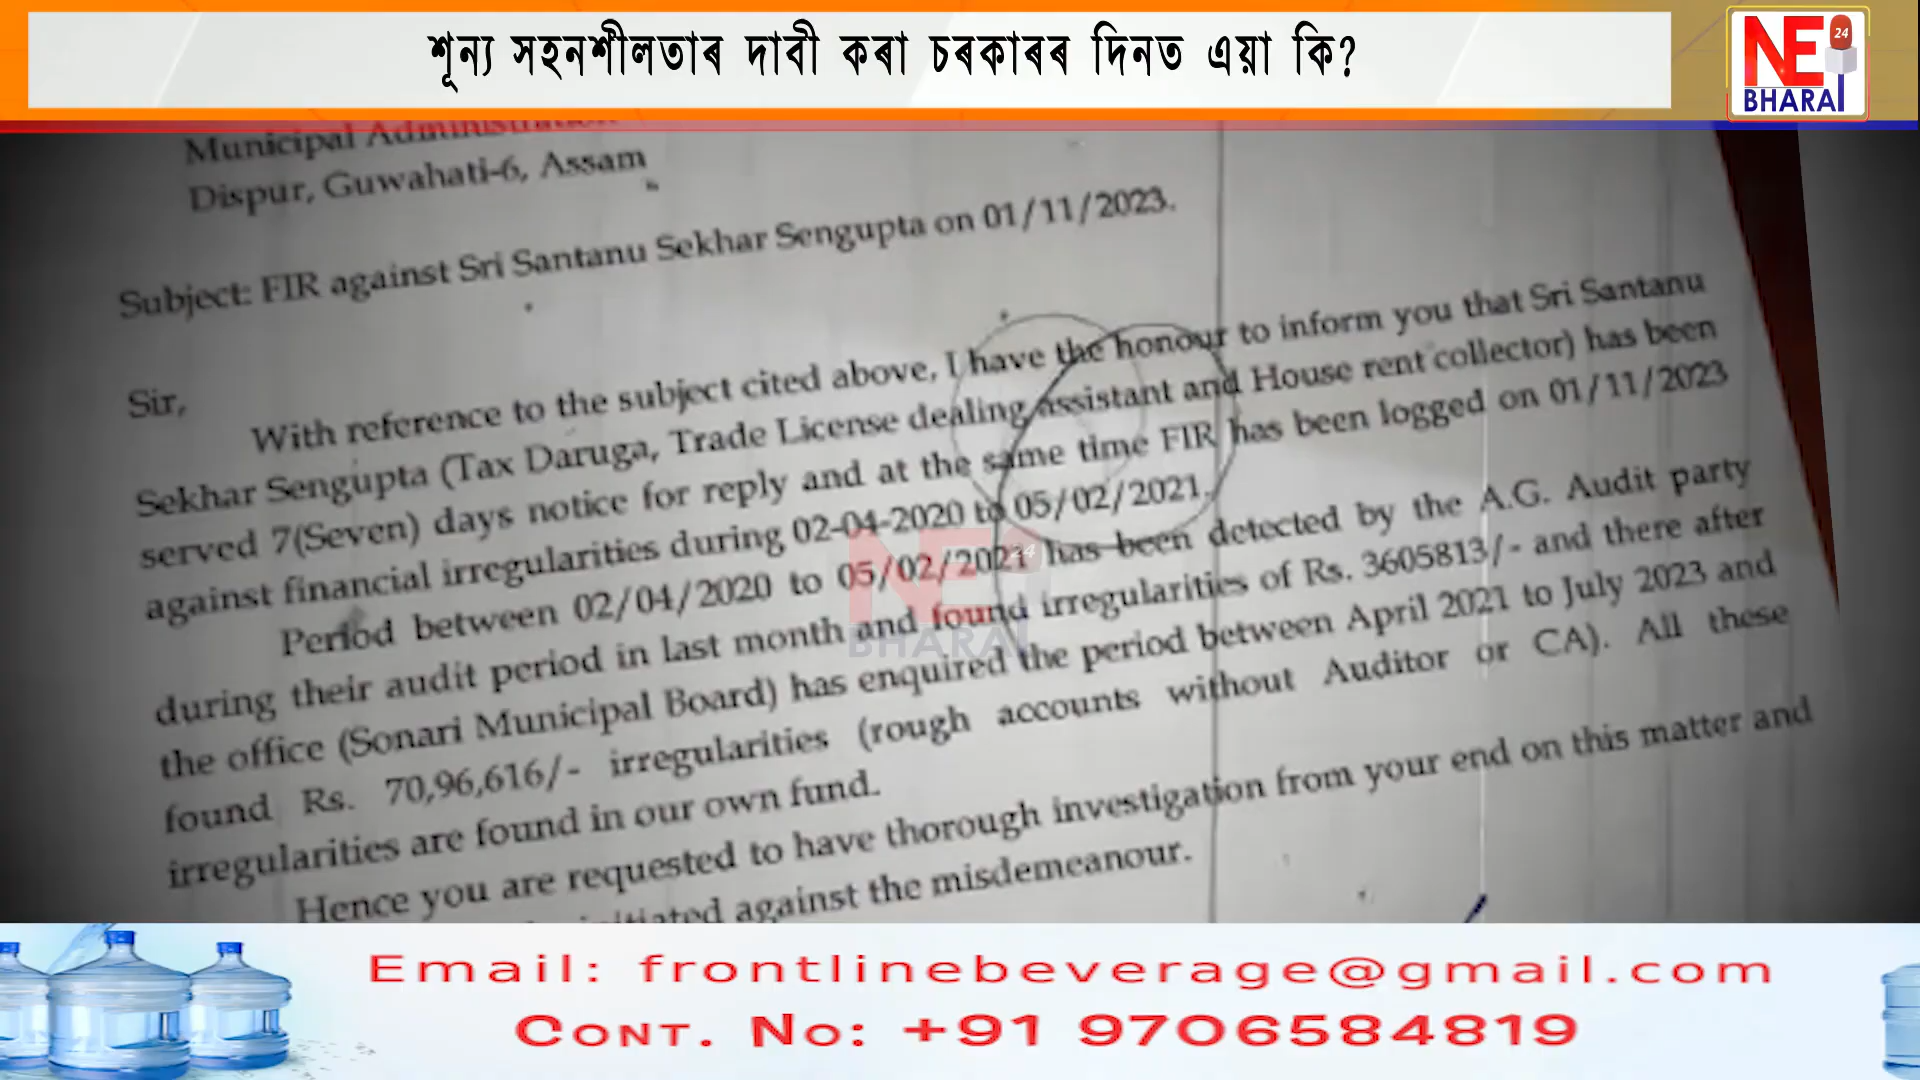 শূন্য সহনশীলতাৰ দাবী কৰা চৰকাৰৰ দিনত এয়া কি?
NE 24
BHARAT
Municipal Administration
Dispur, Guwahati-6, Assam
Subject: FIR against Sri Santanu Sekhar Sengupta on 01/11/2023.
Sir,
With reference to the subject cited above, I have the honour to inform you that Sri Santanu
Sekhar Sengupta (Tax Daruga, Trade License dealing assistant and House rent collector) has been
served 7(Seven) days notice for reply and at the same time FIR has been logged on 01/11/2023
against financial irregularities during 02-04-2020 to 05/02/2021.
Period between 02/04/2020 to 05/02/2021 has been detected by the A.G. Audit party
during their audit period in last month and found irregularities of Rs. 3605813/- and there after
the office (Sonari Municipal Board) has enquired the period between April 2021 to July 2023 and
found Rs. 70,96,616/- irregularities (rough accounts without Auditor or CA). All these
irregularities are found in our own fund.
Hence you are requested to have thorough investigation from your end on this matter and
initiated against the misdemeanour.
NE 24
BHARAT
Email: frontlinebeverage@gmail.com
Cont. No: +91 9706584819